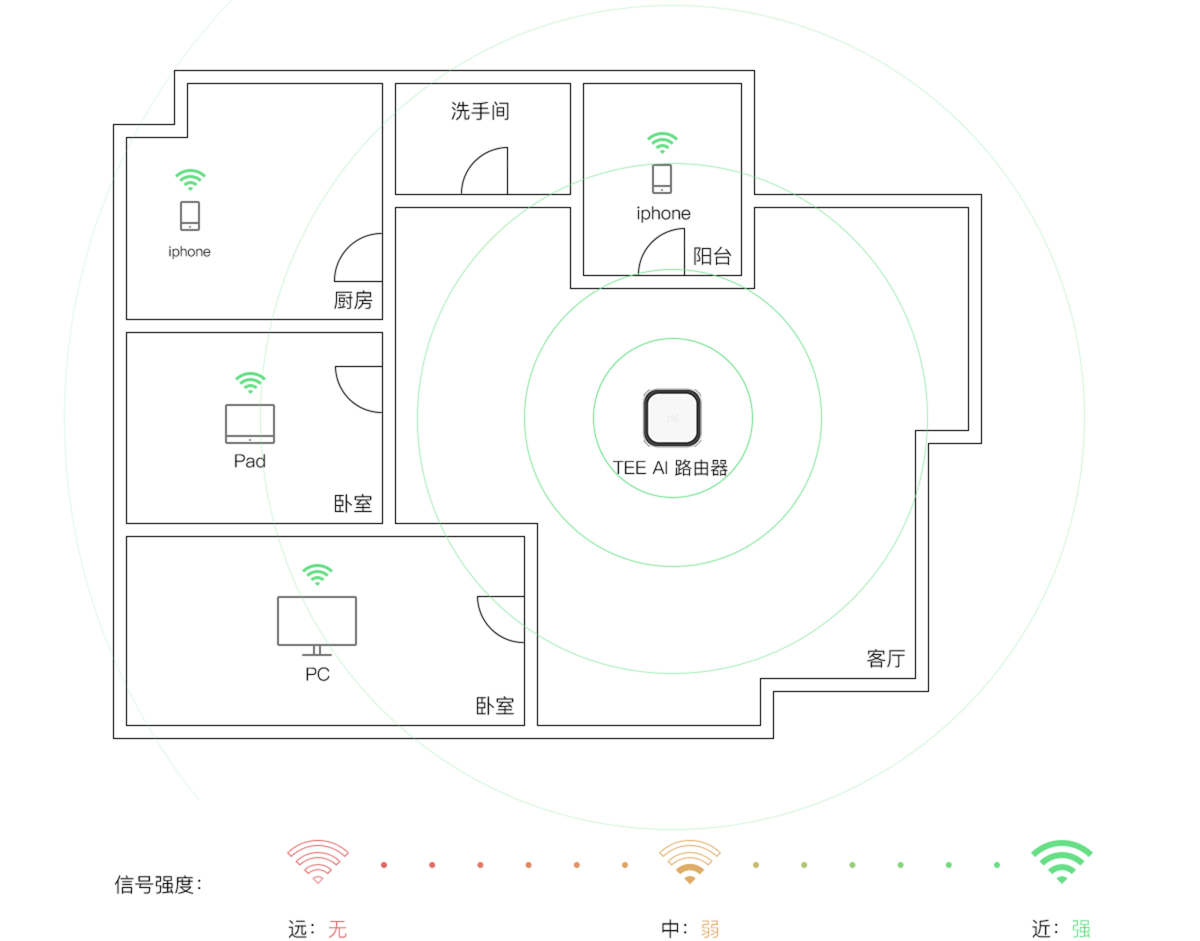 洗手间
iphone
iphone
阳台
厨房
Pad
TEE AI 路由器
卧室
客厅
PC
卧室
信号强度：
远：无
中：弱
近：强